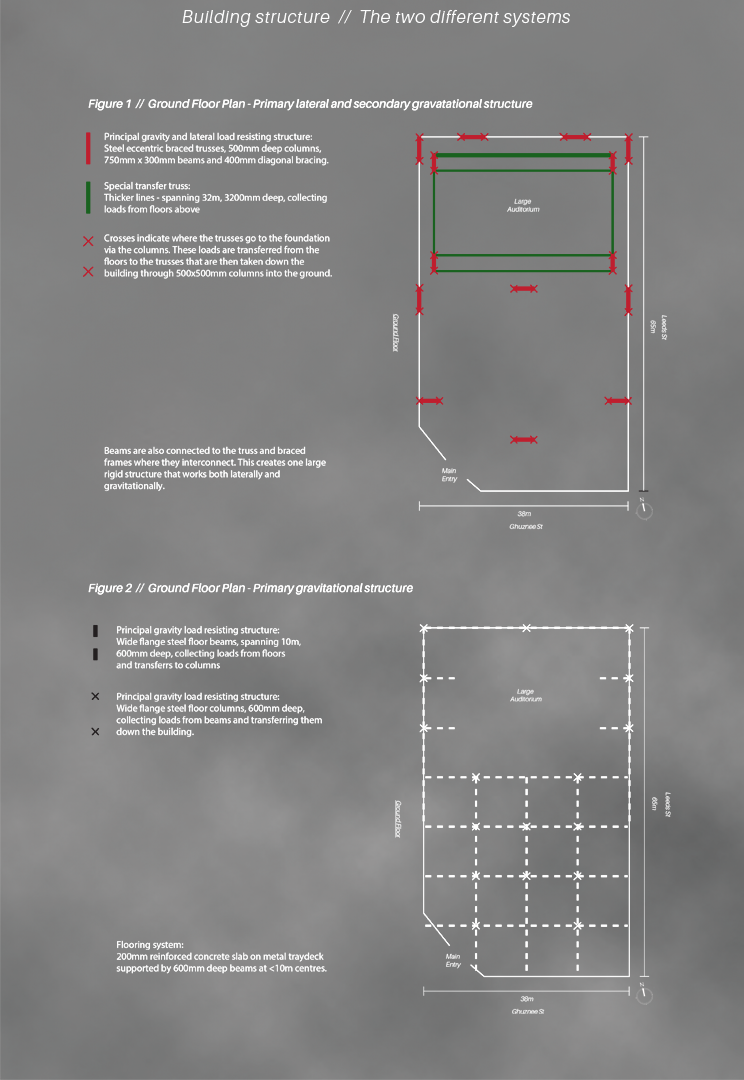 Building structure // The two different systems
Figure 1 // Ground Floor Plan - Primary lateral and secondary gravatational structure
Principal gravity and lateral load resisting structure:
Steel eccentric braced trusses, 500mm deep columns,
750mm x 300mm beams and 400mm diagonal bracing.
Special transfer truss:
Thicker lines - spanning 32m, 3200mm deep, collecting
loads from floors above
Crosses indicate where the trusses go to the foundation
via the columns. These loads are transferred from the
floors to the trusses that are then taken down the
building through 500x500mm columns into the ground.
Beams are also connected to the truss and braced
frames where they interconnect. This creates one large
rigid structure that works both laterally and
gravitationally.
Large
Auditorium
Ground Floor
Leeds St
65m
Main
Entry
N
38m
Ghuznee St
Figure 2 // Ground Floor Plan - Primary gravitational structure
Principal gravity load resisting structure:
Wide flange steel floor beams, spanning 10m,
600mm deep, collecting loads from floors
and transferrs to columns
Principal gravity load resisting structure:
Wide flange steel floor columns, 600mm deep,
collecting loads from beams and transferring them
down the building.
Flooring system:
200mm reinforced concrete slab on metal traydeck
supported by 600mm deep beams at <10m centres.
Large
Auditorium
Ground Floor
Leeds St
65m
Main
Entry
N
38m
Ghuznee St